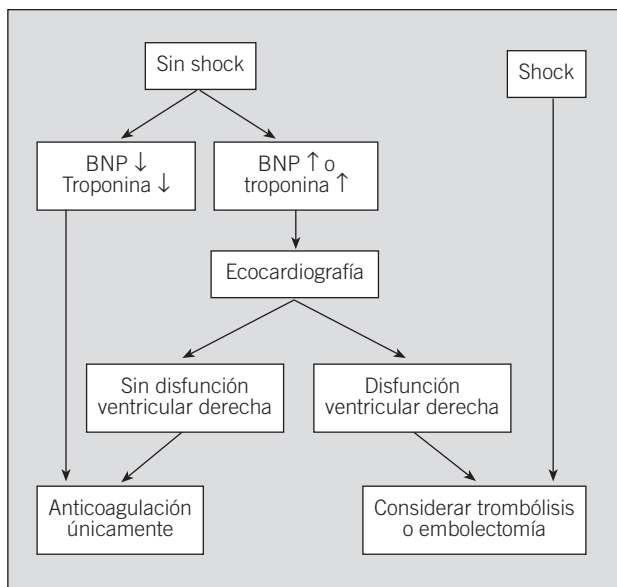 Sin shock
Shock
BNP ↓
Troponina ↓
BNP ↑ o
troponina ↑
Ecocardiografía
Sin disfunción
ventricular derecha
Disfunción
ventricular derecha
Anticoagulación
únicamente
Considerar trombólisis
o embolectomía